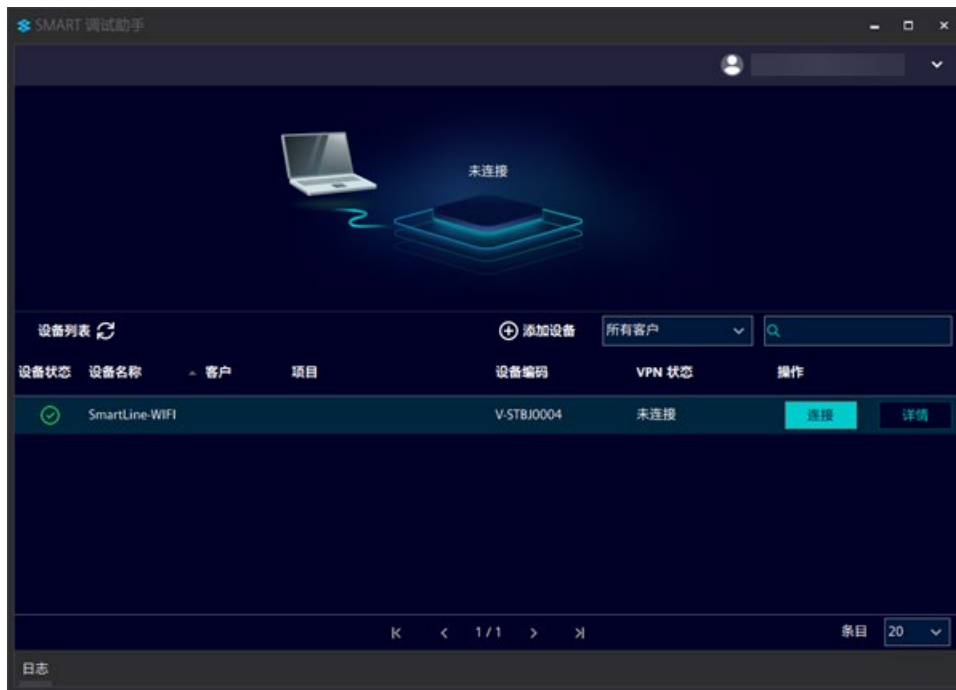 SMART 调试助手
未连接
设备列表 添加设备 所有客户
设备状态 设备名称 客户 项目 设备编码 VPN 状态 操作
SmartLine-WIFI V-STBJ0004 未连接 连接 详情
1 / 1 条目 20
日志